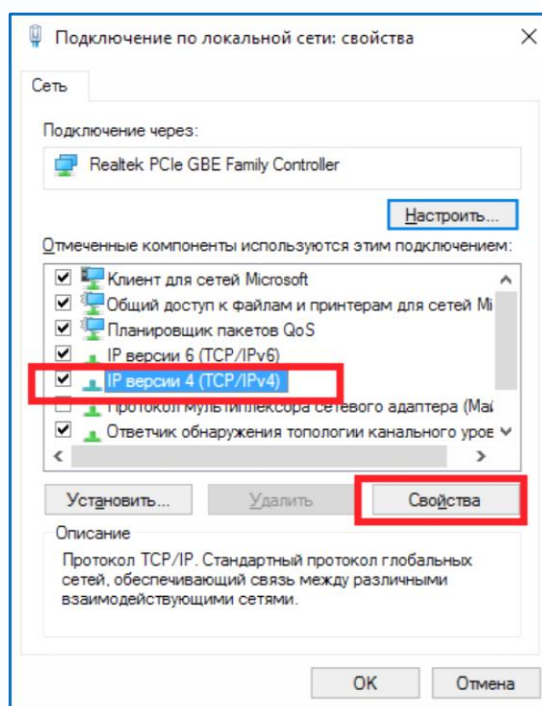 Подключение по локальной сети: свойства
Сеть
Подключение через:
Realtek PCIe GBE Family Controller
Настроить...
Отмеченные компоненты используются этим подключением:
Клиент для сетей Microsoft
Общий доступ к файлам и принтерам для сетей Mi
Планировщик пакетов QoS
IP версии 6 (TCP/IPv6)
IP версии 4 (TCP/IPv4)
Протокол мультиплексора сетевого адаптера (Май
Ответчик обнаружения топологии канального уров
Установить...
Удалить
Свойства
Описание
Протокол TCP/IP. Стандартный протокол глобальных
сетей, обеспечивающий связь между различными
взаимодействующими сетями.
OK
Отмена